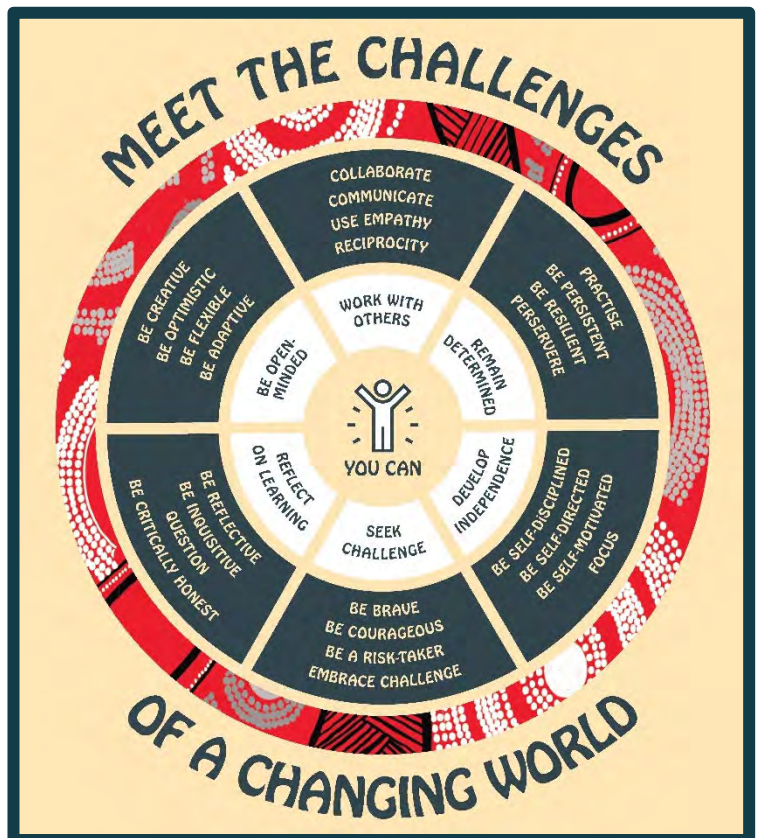 MEET THE CHALLENGES
COLLABORATE
COMMUNICATE
USE EMPATHY
RECIPROCITY
PRACTISE
BE PERSISTENT
BE RESILIENT
PERSERVERE
BE SELF-DISCIPLINED
BE SELF-DIRECTED
BE SELF-MOTIVATED
FOCUS
BE BRAVE
BE COURAGEOUS
BE A RISK-TAKER
EMBRACE CHALLENGE
BE REFLECTIVE
BE INQUISITIVE
QUESTION
BE CRITICALLY HONEST
BE CREATIVE
BE OPTIMISTIC
BE FLEXIBLE
BE ADAPTIVE
WORK WITH
OTHERS
REMAIN
DETERMINED
DEVELOP
INDEPENDENCE
SEEK
CHALLENGE
REFLECT
ON LEARNING
BE OPEN-
MINDED
YOU CAN
OF A CHANGING WORLD